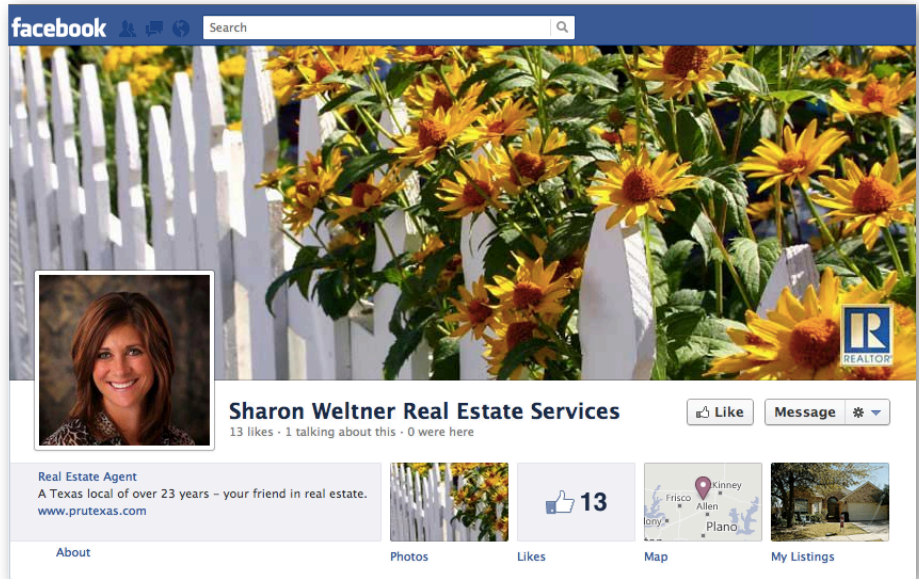 facebook
Search
REALTOR
Sharon Weltner Real Estate Services
Like
Message
13 likes · 1 talking about this · 0 were here
Real Estate Agent
A Texas local of over 23 years – your friend in real estate.
www.prutexas.com
13
Kinney
Frisco
Allen
Plano
About
Photos
Likes
Map
My Listings